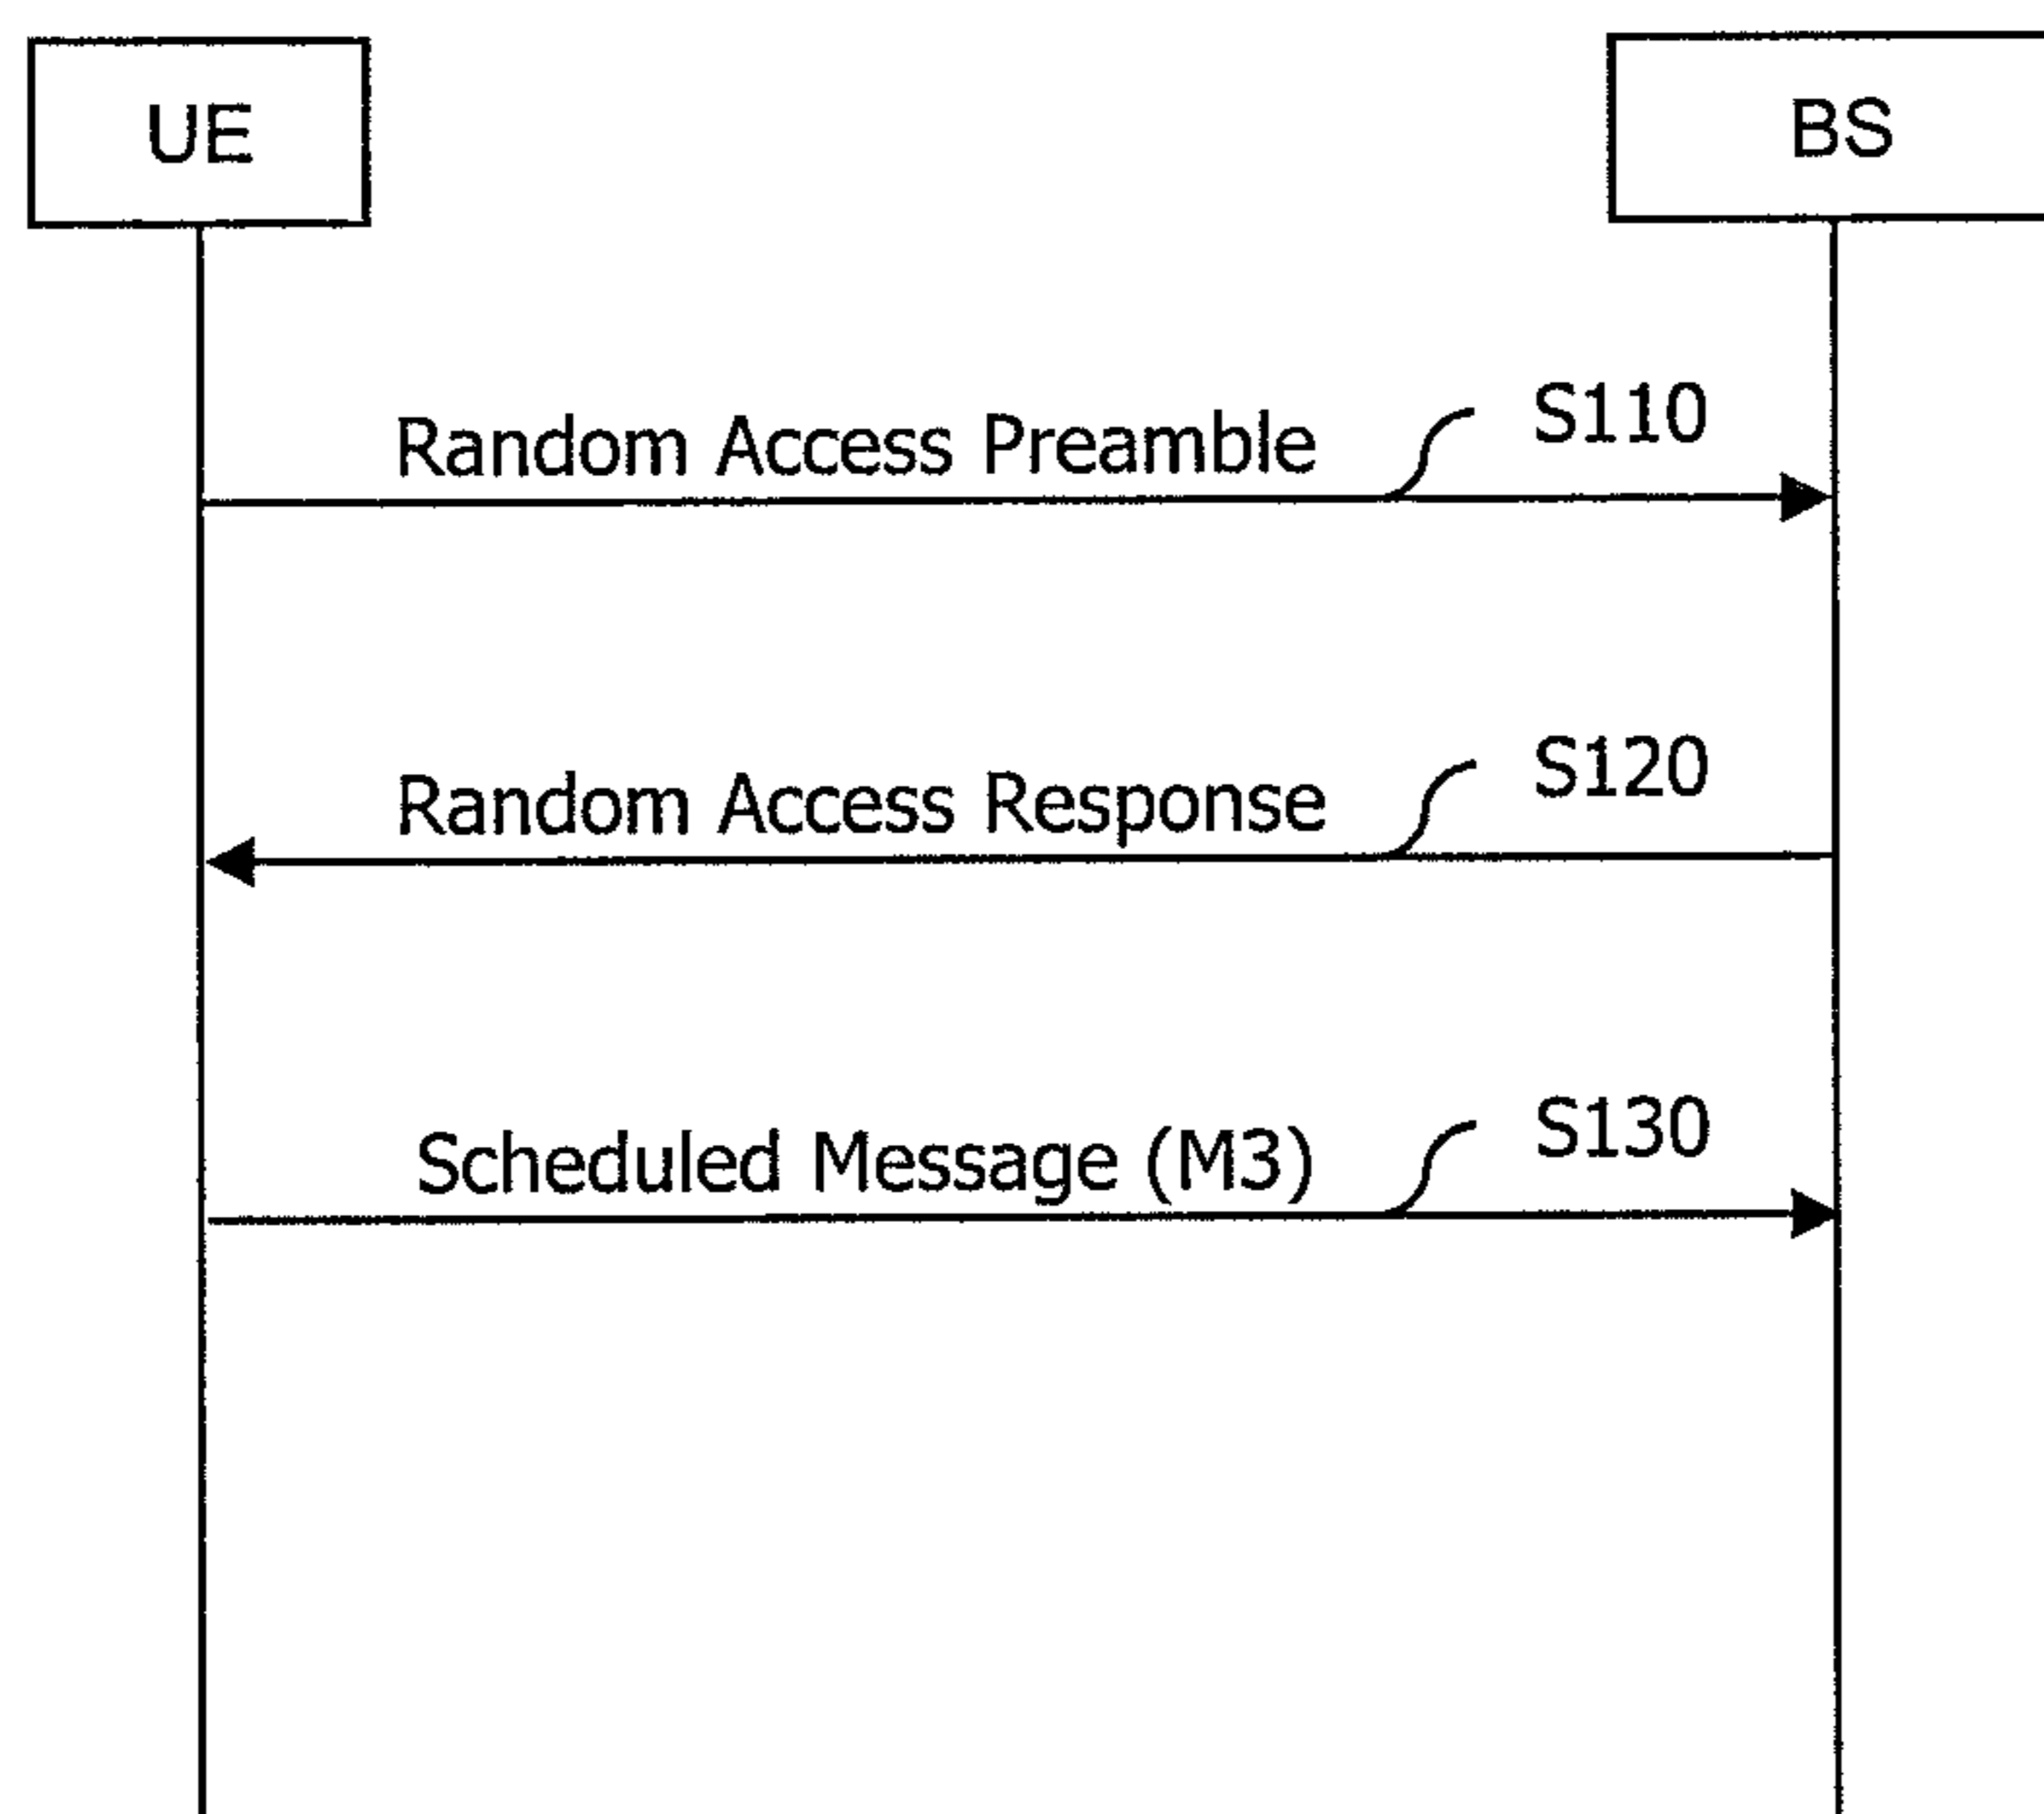 UE
BS
Random Access Preamble
S110
Random Access Response
S120
Scheduled Message (M3)
S130